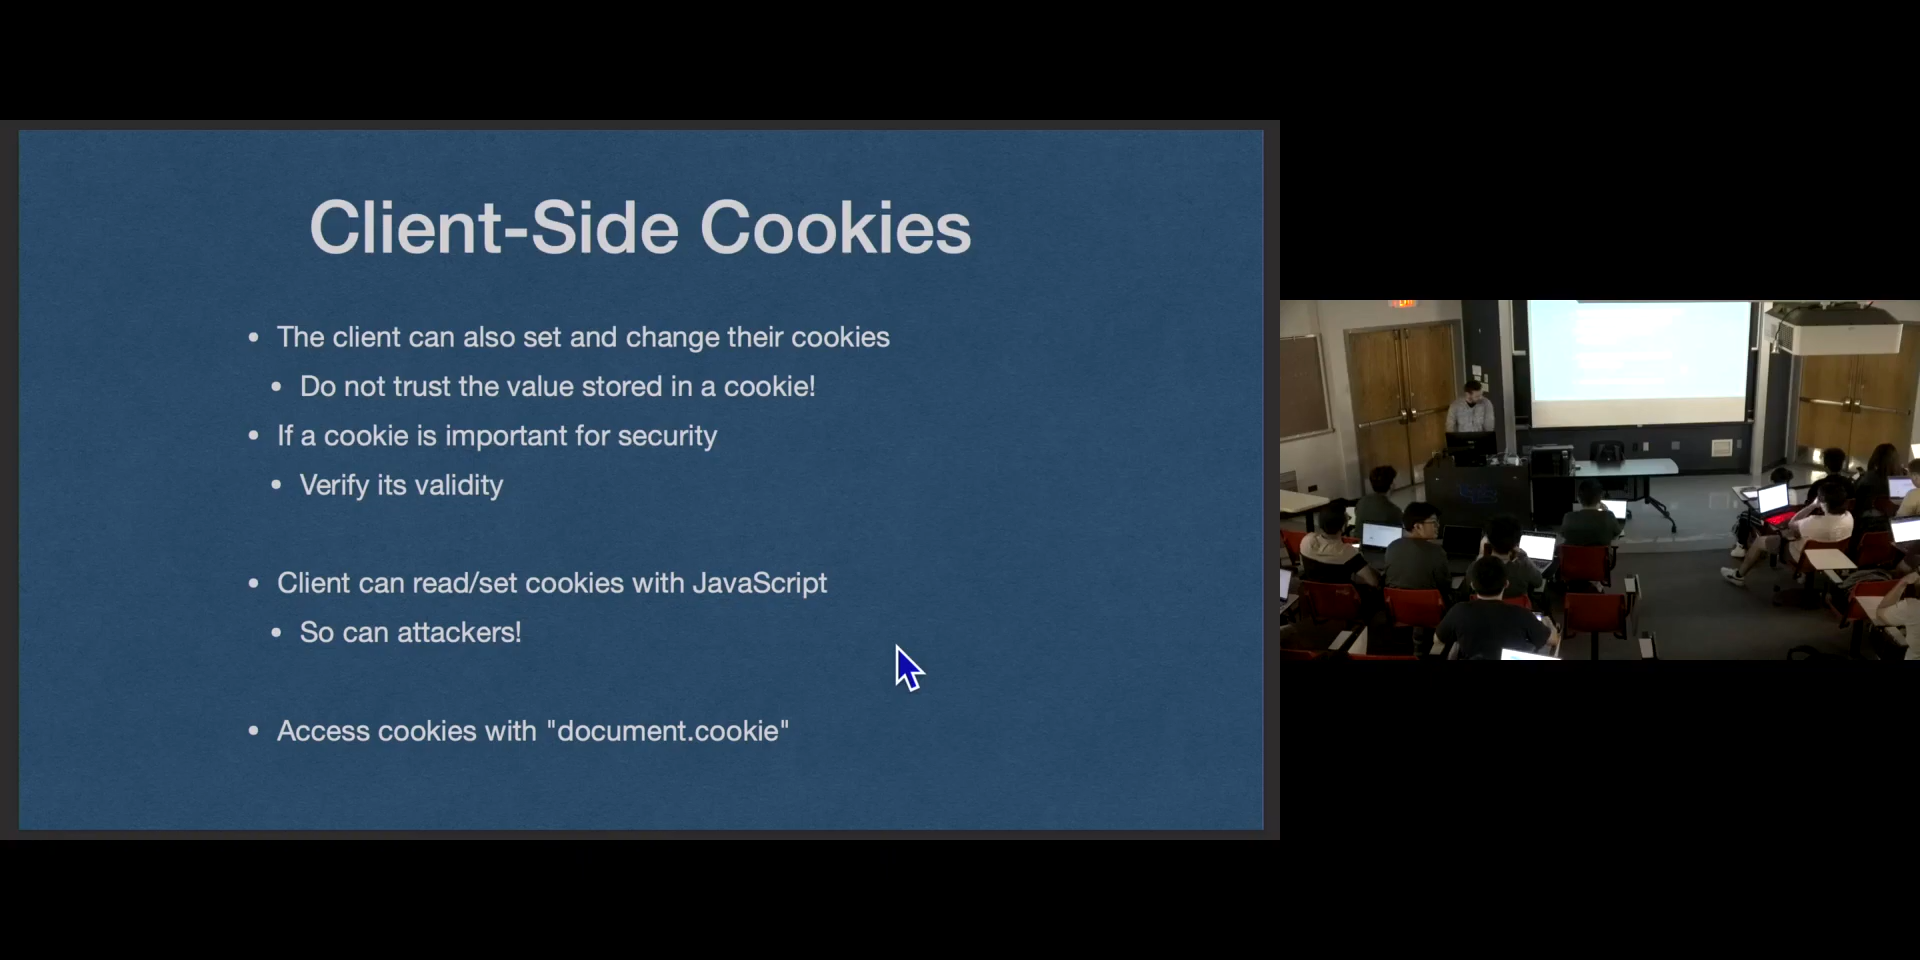 Client-Side Cookies
• The client can also set and change their cookies
• Do not trust the value stored in a cookie!
• If a cookie is important for security
• Verify its validity
• Client can read/set cookies with JavaScript
• So can attackers!
• Access cookies with "document.cookie"